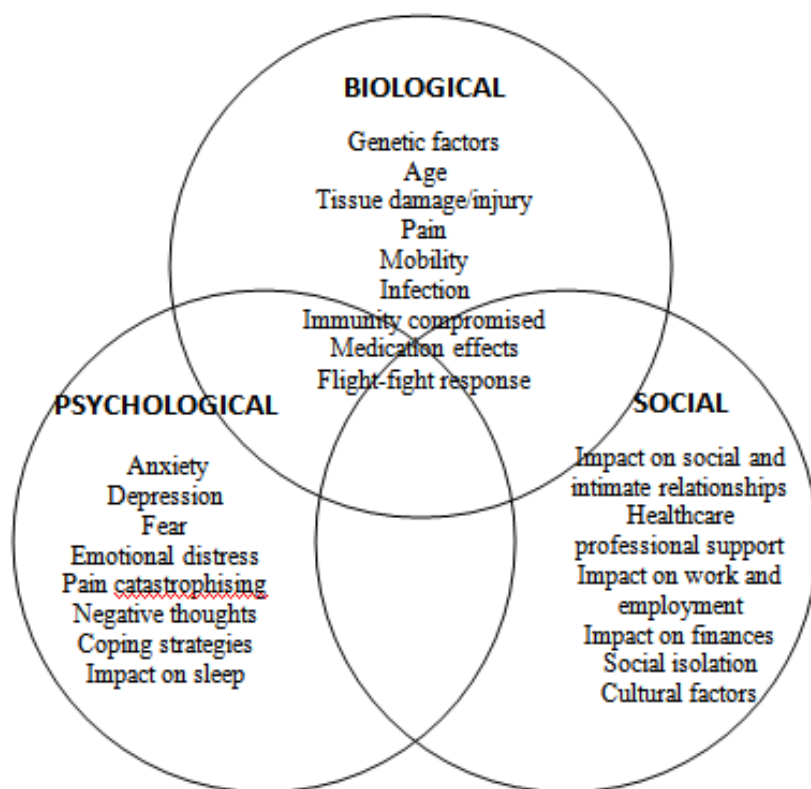 BIOLOGICAL
Genetic factors
Age
Tissue damage/injury
Pain
Mobility
Infection
Immunity compromised
Medication effects
Flight-fight response
PSYCHOLOGICAL
Anxiety
Depression
Fear
Emotional distress
Pain catastrophising
Negative thoughts
Coping strategies
Impact on sleep
SOCIAL
Impact on social and
intimate relationships
Healthcare
professional support
Impact on work and
employment
Impact on finances
Social isolation
Cultural factors